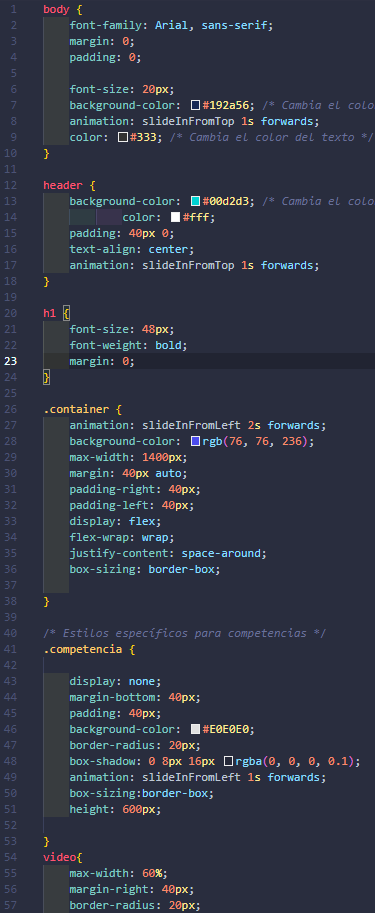 1 body {
2 font-family: Arial, sans-serif;
3 margin: 0;
4 padding: 0;
5
6 font-size: 20px;
7 background-color: #192a56; /* Cambia el colo
8 animation: slideInFromTop 1s forwards;
9 color: #333; /* Cambia el color del texto */
10 }
11
12 header {
13 background-color: #00d2d3; /* Cambia el colo
14 color: #fff;
15 padding: 40px 0;
16 text-align: center;
17 animation: slideInFromTop 1s forwards;
18 }
19
20 h1 {
21 font-size: 48px;
22 font-weight: bold;
23 margin: 0;
24 }
25
26 .container {
27 animation: slideInFromLeft 2s forwards;
28 background-color: rgb(76, 76, 236);
29 max-width: 1400px;
30 margin: 40px auto;
31 padding-right: 40px;
32 padding-left: 40px;
33 display: flex;
34 flex-wrap: wrap;
35 justify-content: space-around;
36 box-sizing: border-box;
37
38 }
39
40 /* Estilos específicos para competencias */
41 .competencia {
42
43 display: none;
44 margin-bottom: 40px;
45 padding: 40px;
46 background-color: #E0E0E0;
47 border-radius: 20px;
48 box-shadow: 0 8px 16px rgba(0, 0, 0, 0.1);
49 animation: slideInFromLeft 1s forwards;
50 box-sizing:border-box;
51 height: 600px;
52
53 }
54 video{
55 max-width: 60%;
56 margin-right: 40px;
57 border-radius: 20px;